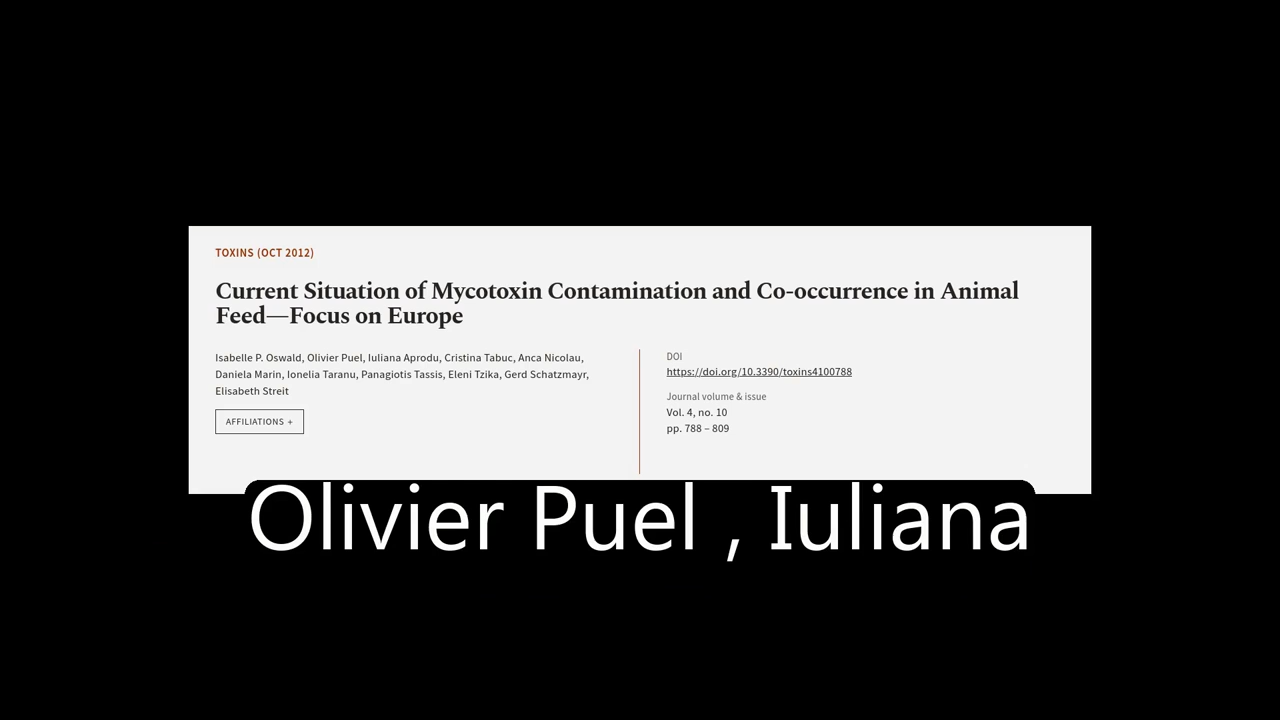 TOXINS (OCT 2012)
Current Situation of Mycotoxin Contamination and Co-occurrence in Animal
Feed—Focus on Europe
Isabelle P. Oswald, Olivier Puel, Iuliana Aprodu, Cristina Tabuc, Anca Nicolau,
Daniela Marin, Ionelia Taranu, Panagiotis Tassis, Eleni Tzika, Gerd Schatzmayr,
Elisabeth Streit
AFFILIATIONS +
DOI
https://doi.org/10.3390/toxins4100788
Journal volume & issue
Vol. 4, no. 10
pp. 788 – 809
Olivier Puel , Iuliana